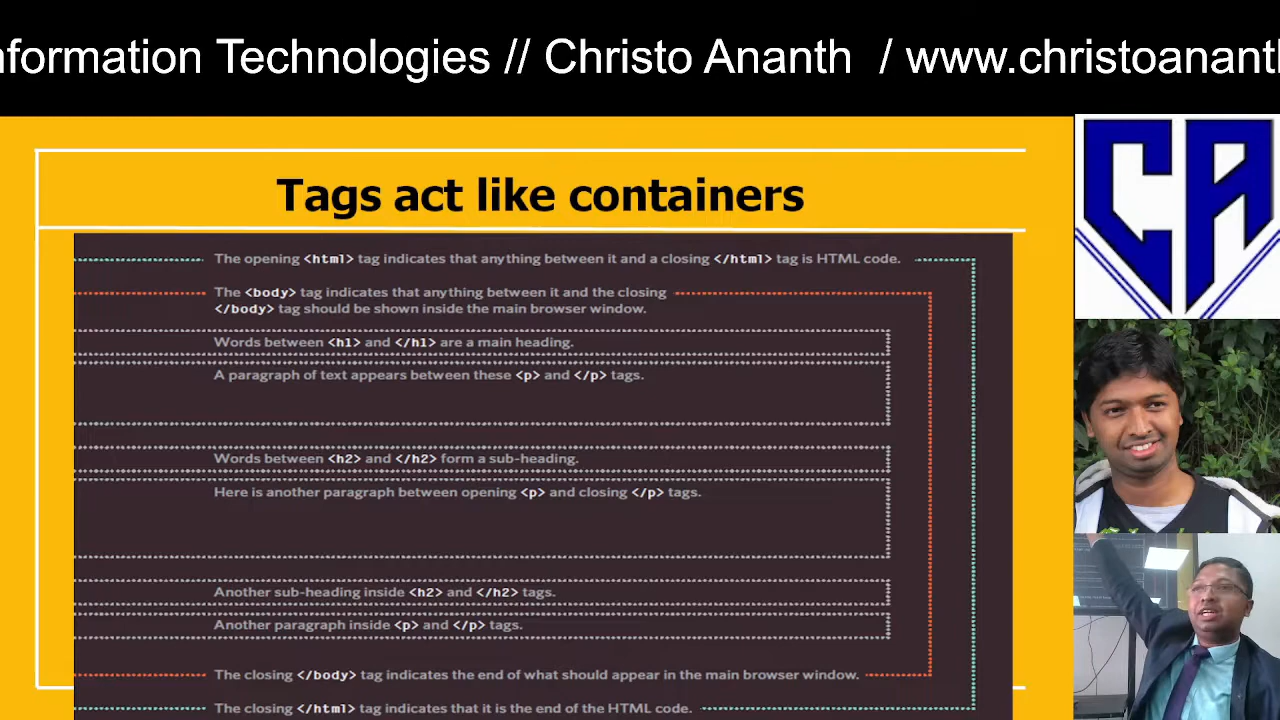 nformation Technologies // Christo Ananth / www.christoananth
CA
Tags act like containers
The opening <html> tag indicates that anything between it and a closing </html> tag is HTML code.
The <body> tag indicates that anything between it and the closing
</body> tag should be shown inside the main browser window.
Words between <h1> and </h1> are a main heading.
A paragraph of text appears between these <p> and </p> tags.
Words between <h2> and </h2> form a sub-heading.
Here is another paragraph between opening <p> and closing </p> tags.
Another sub-heading inside <h2> and </h2> tags.
Another paragraph inside <p> and </p> tags.
The closing </body> tag indicates the end of what should appear in the main browser window.
The closing </html> tag indicates that it is the end of the HTML code.